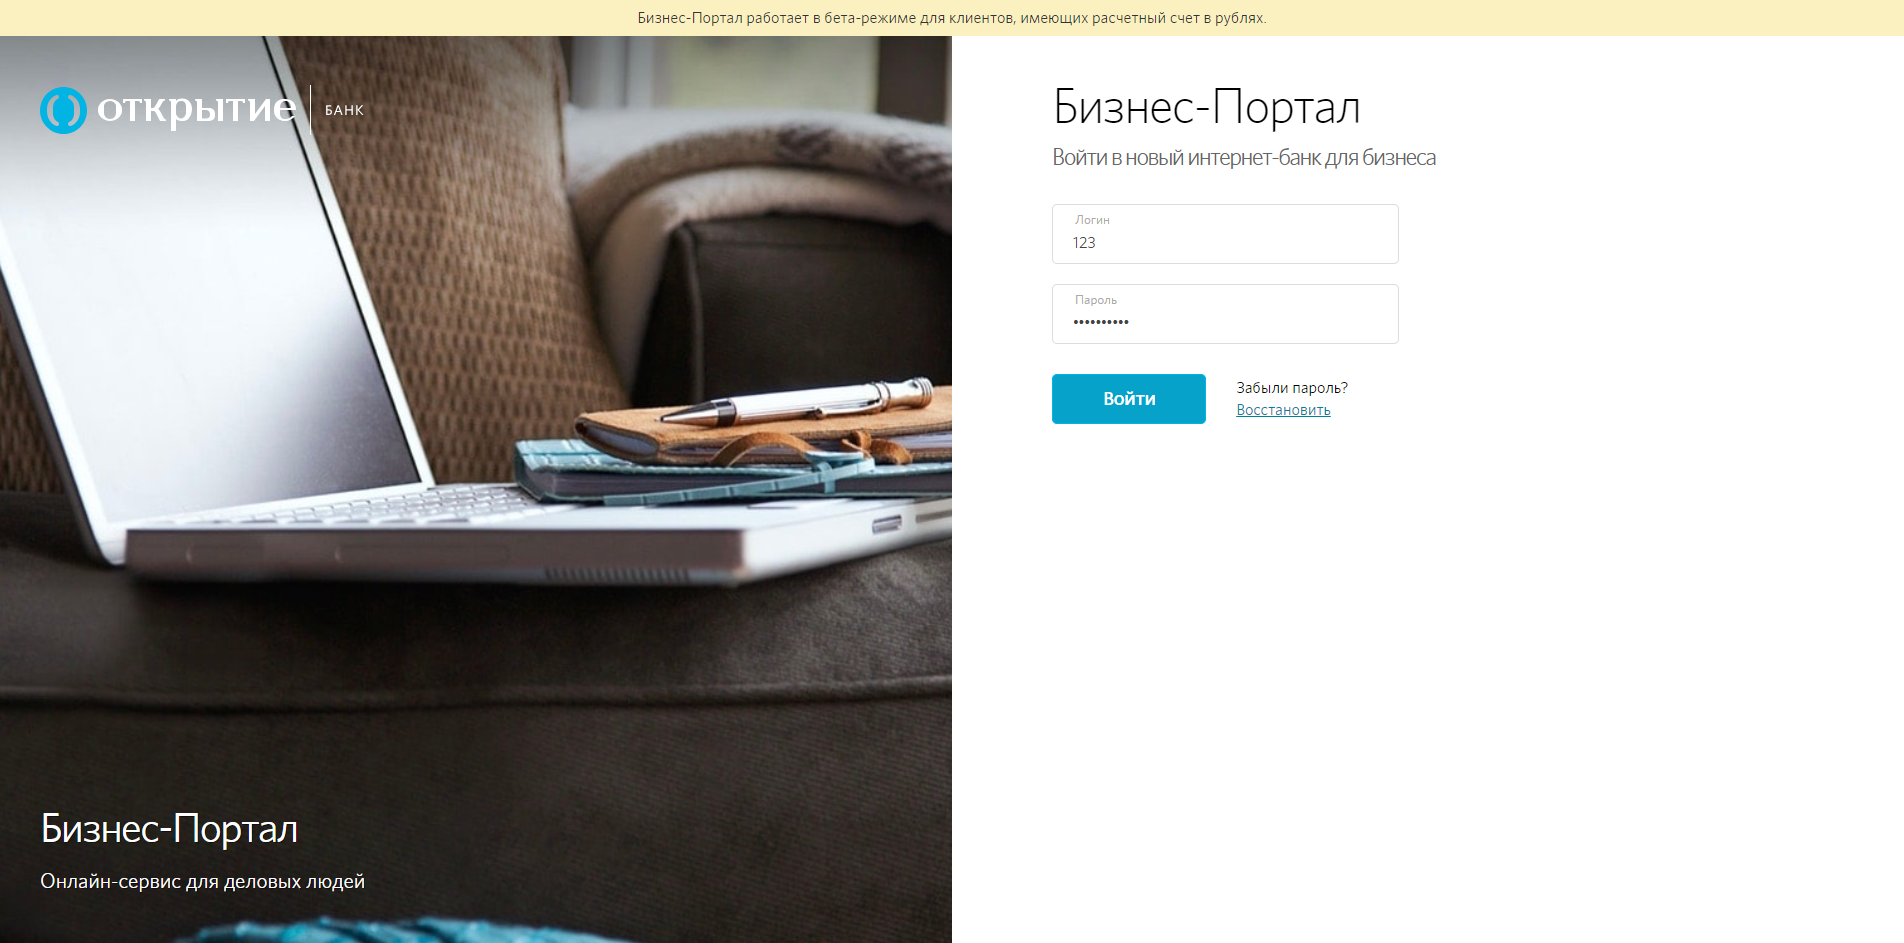 Бизнес-Портал работает в бета-режиме для клиентов, имеющих расчетный счет в рублях.
открытие БАНК
Бизнес-Портал
Онлайн-сервис для деловых людей
Бизнес-Портал
Войти в новый интернет-банк для бизнеса
Логин
123
Пароль
••••••••••
Войти
Забыли пароль?
Восстановить